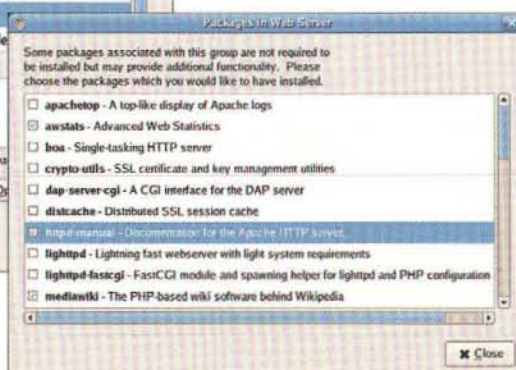 Packages in Web Server
Some packages associated with this group are not required to
be installed but may provide additional functionality. Please
choose the packages which you would like to have installed.
apachetop - A top-like display of Apache logs
awstats - Advanced Web Statistics
boa - Single-tasking HTTP server
crypto-utils - SSL certificate and key management utilities
dap-server-cgi - A CGI interface for the DAP server
distcache - Distributed SSL session cache
httpd-manual - Documentation for the Apache HTTP server.
lighttpd - Lightning fast webserver with light system requirements
lighttpd-fastcgi - FastCGI module and spawning helper for lighttpd and PHP configuration
mediawiki - The PHP-based wiki software behind Wikipedia
Close